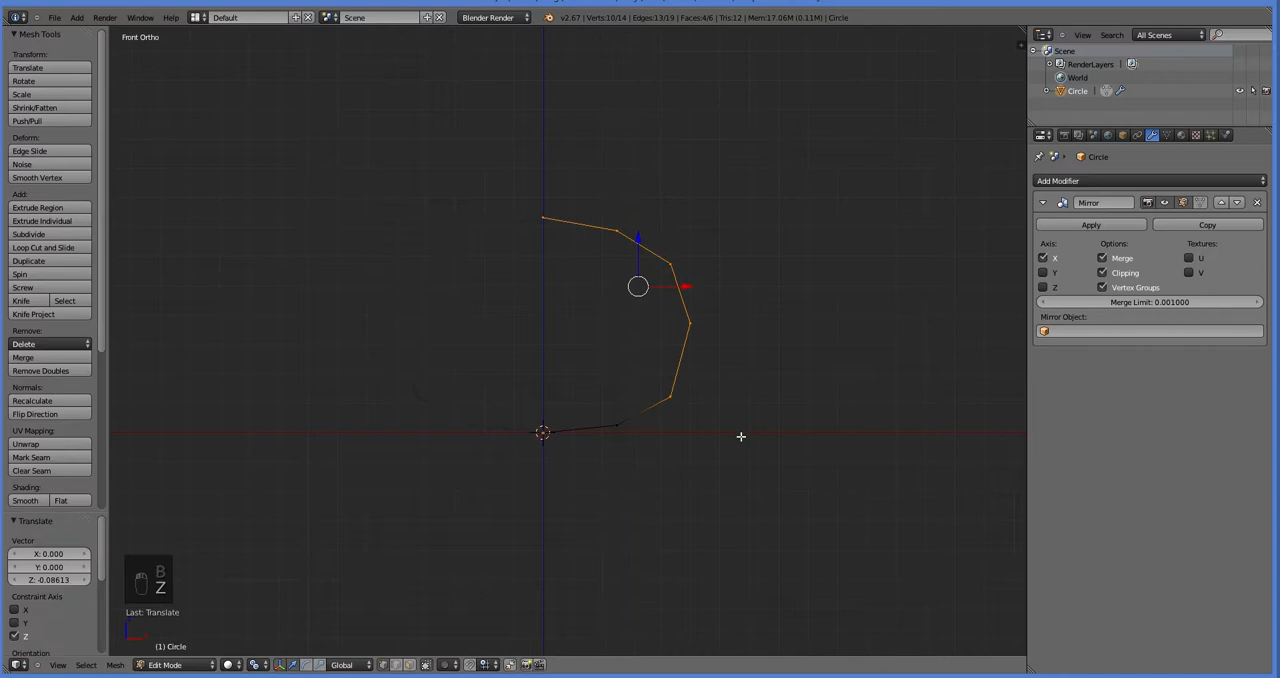 File Add Render Window Help Default Scene Blender Render v2.67 | Verts:10/14 | Edges:13/19 | Faces:4/6 | Tris:12 | Mem:17.06M (0.11M) | Circle
Mesh Tools
Transform:
Translate
Rotate
Scale
Shrink/Fatten
Push/Pull
Deform:
Edge Slide
Noise
Smooth Vertex
Add:
Extrude Region
Extrude Individual
Subdivide
Loop Cut and Slide
Duplicate
Spin
Screw
Knife Select
Knife Project
Remove:
Delete
Merge
Remove Doubles
Normals:
Recalculate
Flip Direction
UV Mapping:
Unwrap
Mark Seam
Clear Seam
Shading:
Smooth Flat
Translate
Vector
X: 0.000
Y: 0.000
Z: -0.08613
Constraint Axis
X
Y
Z
Orientation
Front Ortho
B
Z
Last: Translate
(1) Circle
View Select Mesh Edit Mode Global
View Search All Scenes
Scene
RenderLayers |
World
Circle
Circle
Add Modifier
Mirror
Apply Copy
Axis: Options: Textures:
X Merge U
Y Clipping V
Z Vertex Groups
Merge Limit: 0.001000
Mirror Object: